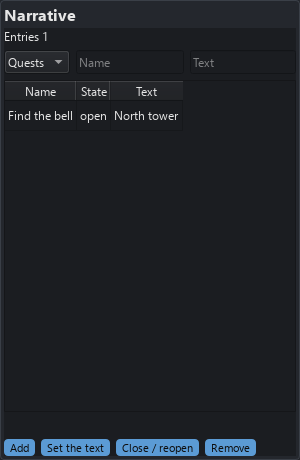 Narrative
Entries 1
Quests Name Text
Name State Text
Find the bell open North tower
Add Set the text Close / reopen Remove